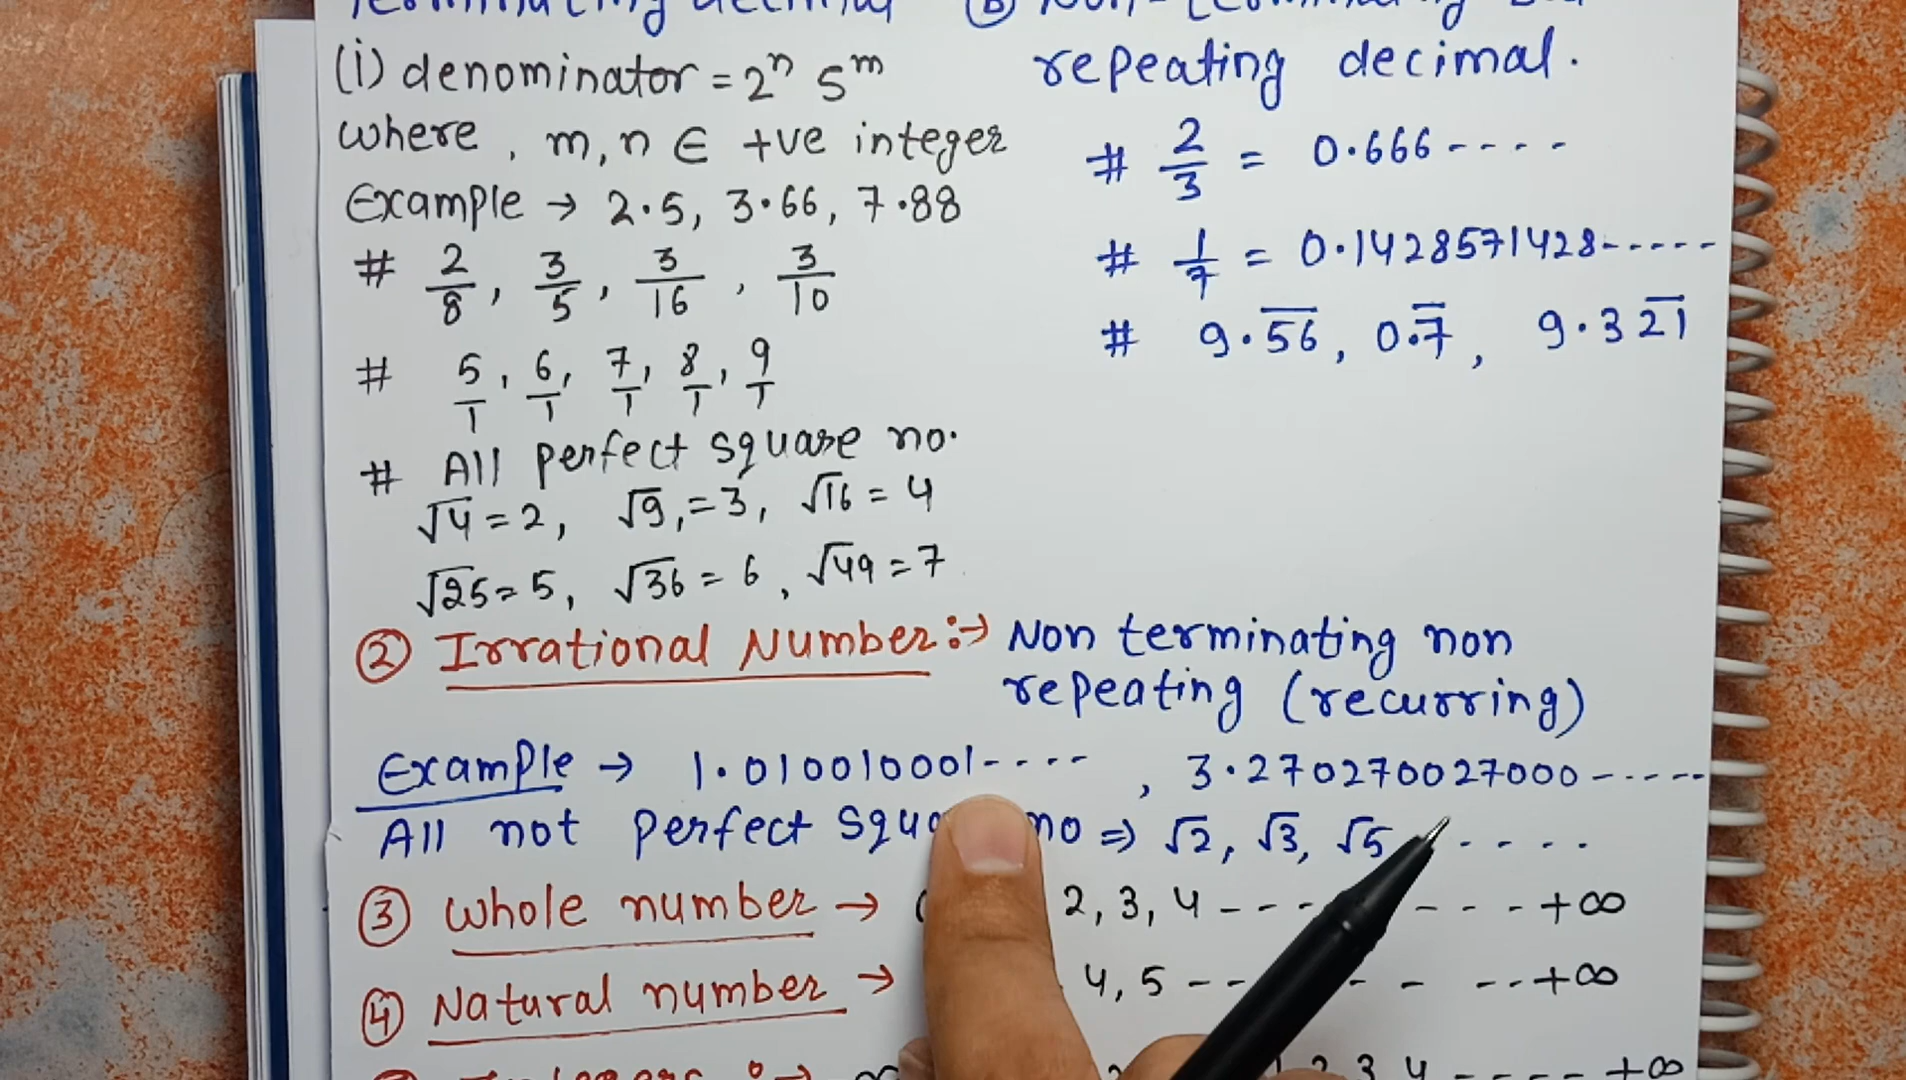 (i) denominator = 2ⁿ 5ᵐ
where, m, n ∈ +ve integer
Example → 2.5, 3.66, 7.88
# 2/8, 3/5, 3/16, 3/10
# 5/1, 6/1, 7/1, 8/1, 9/1
# All perfect square no.
√4 = 2, √9, = 3, √16 = 4
√25 = 5, √36 = 6, √49 = 7
repeating decimal.
# 2/3 = 0.666----
# 1/7 = 0.1428571428-----
# 9.5̅6̅, 0.7̅, 9.32̅1̅
② Irrational Number :→ Non terminating non
repeating (recurring)
Example → 1.010010001----, 3.270270027000-----
All not perfect no ⇒ √2, √3, √5 ....
③ Whole number → 2, 3, 4 ---- --- +∞
④ Natural number → 4, 5 -- - - --- +∞
2 3 4 ---- +∞